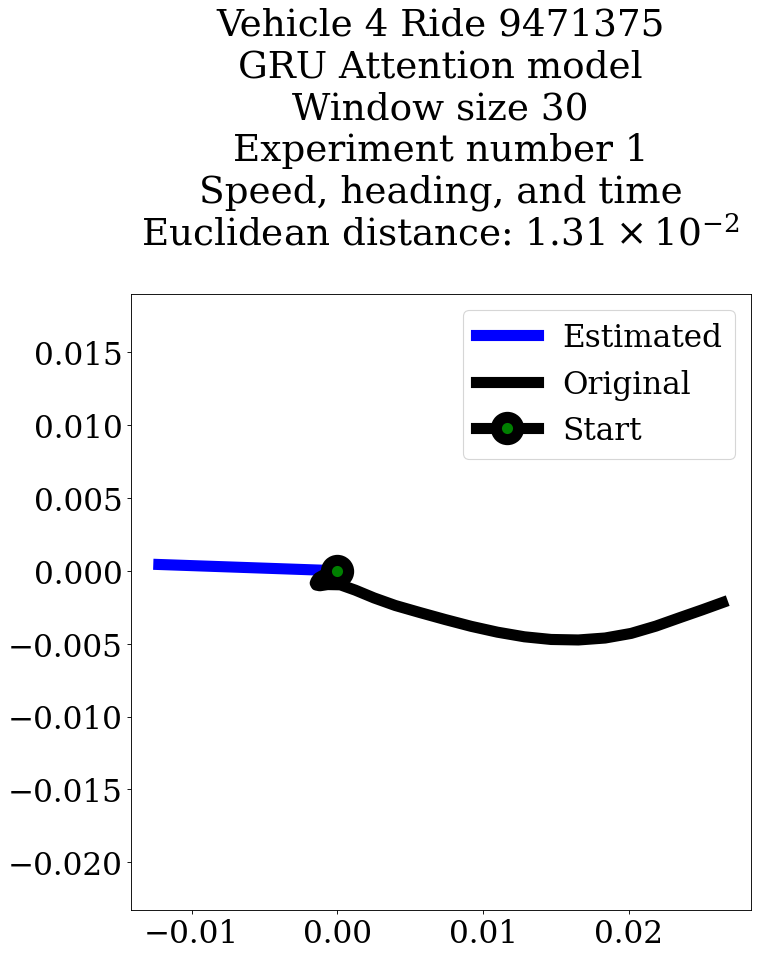 Vehicle 4 Ride 9471375
GRU Attention model
Window size 30
Experiment number 1
Speed, heading, and time
Euclidean distance: 1.31 × 10⁻²
Estimated
Original
Start
0.015
0.010
0.005
0.000
−0.005
−0.010
−0.015
−0.020
−0.01 0.00 0.01 0.02